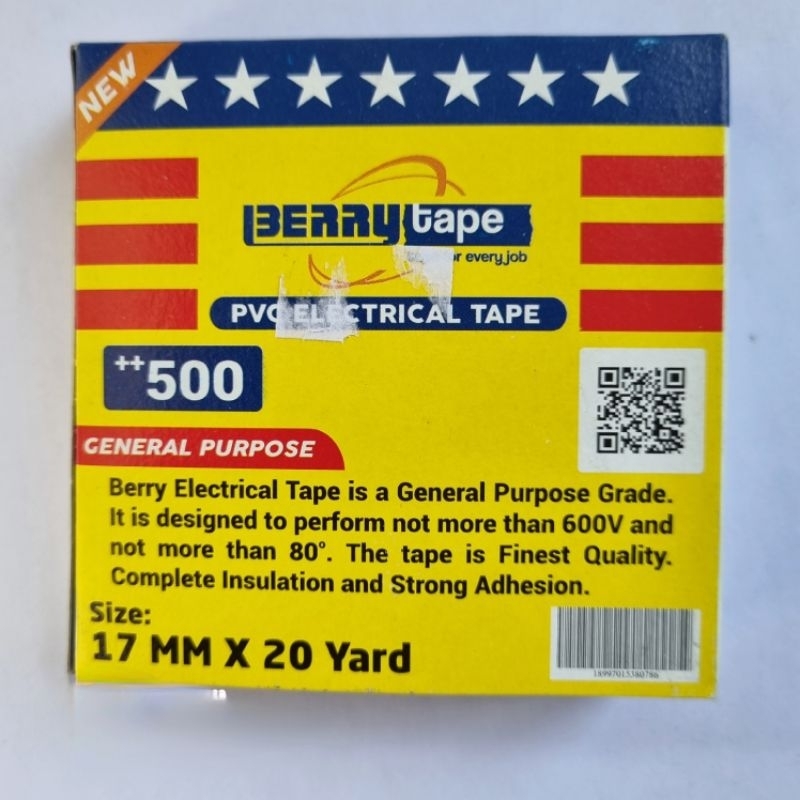 NEW
BERRY tape
or every job
PVC ELECTRICAL TAPE
++500
GENERAL PURPOSE
Berry Electrical Tape is a General Purpose Grade.
It is designed to perform not more than 600V and
not more than 80°. The tape is Finest Quality.
Complete Insulation and Strong Adhesion.
Size:
17 MM X 20 Yard
18997015380786